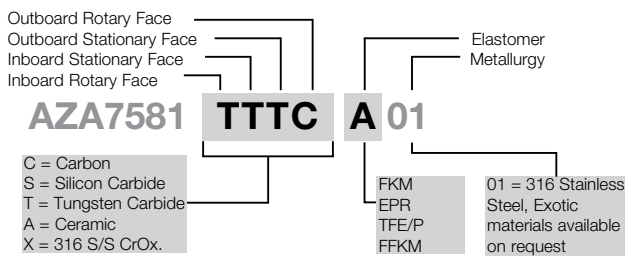 Outboard Rotary Face
Outboard Stationary Face
Inboard Stationary Face
Inboard Rotary Face
Elastomer
Metallurgy
AZA7581 TTTC A 01
C = Carbon
S = Silicon Carbide
T = Tungsten Carbide
A = Ceramic
X = 316 S/S CrOx.
FKM
EPR
TFE/P
FFKM
01 = 316 Stainless
Steel, Exotic
materials available
on request